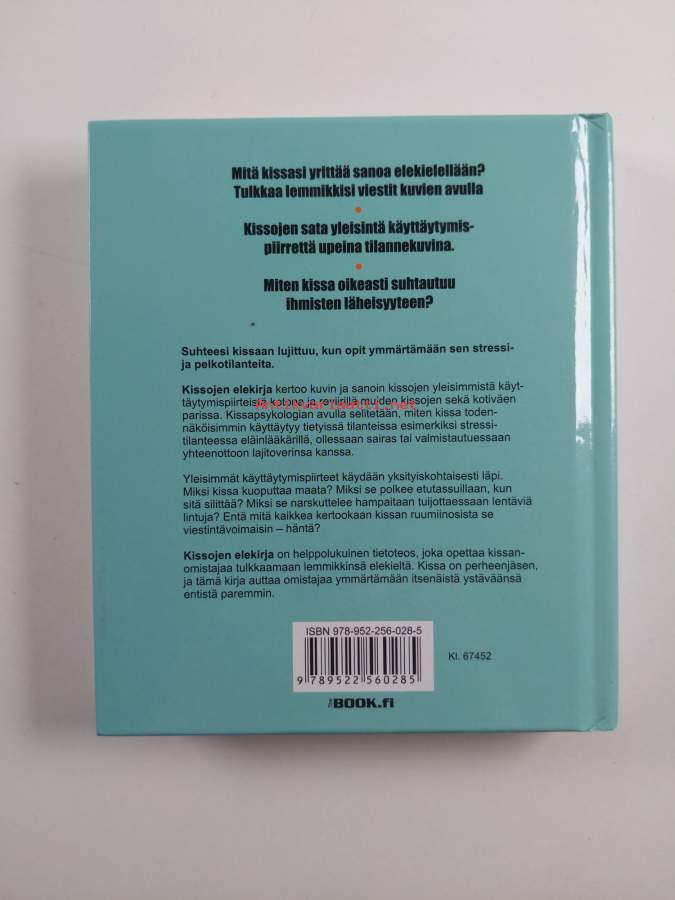 Mitä kissasi yrittää sanoa elekielellään?
Tulkkaa lemmikkisi viestit kuvien avulla
Kissojen sata yleisintä käyttäytymis-
piirrettä upeina tilannekuvina.
Miten kissa oikeasti suhtautuu
ihmisten läheisyyteen?
Suhteesi kissaan lujittuu, kun opit ymmärtämään sen stressi-
ja pelkotilanteita.
Kissojen elekirja kertoo kuvin ja sanoin kissojen yleisimmistä käyt-
täytymispiirteistä kotona ja reviirillä muiden kissojen sekä kotiväen
Antikvariaatti.net
parissa. Kissapsykologian avulla selitetään, miten kissa toden-
näköisimmin käyttäytyy tietyissä tilanteissa esimerkiksi stressi-
tilanteessa eläinlääkärillä, ollessaan sairas tai valmistautuessaan
yhteenottoon lajitoverinsa kanssa.
Yleisimmät käyttäytymispiirteet käydään yksityiskohtaisesti läpi.
Miksi kissa kuoputtaa maata? Miksi se polkee etutassuillaan, kun
sitä silittää? Miksi se narskuttelee hampaitaan tuijottaessaan lentäviä
lintuja? Entä mitä kaikkea kertookaan kissan ruumiinosista se
viestintävoimaisin – häntä?
Kissojen elekirja on helppolukuinen tietoteos, joka opettaa kissan-
omistajaa tulkkaamaan lemmikkinsä elekieltä. Kissa on perheenjäsen,
ja tämä kirja auttaa omistajaa ymmärtämään itsenäistä ystäväänsä
entistä paremmin.
ISBN 978-952-256-028-5
Kl. 67452
9 789522 560285
BOOK.fi